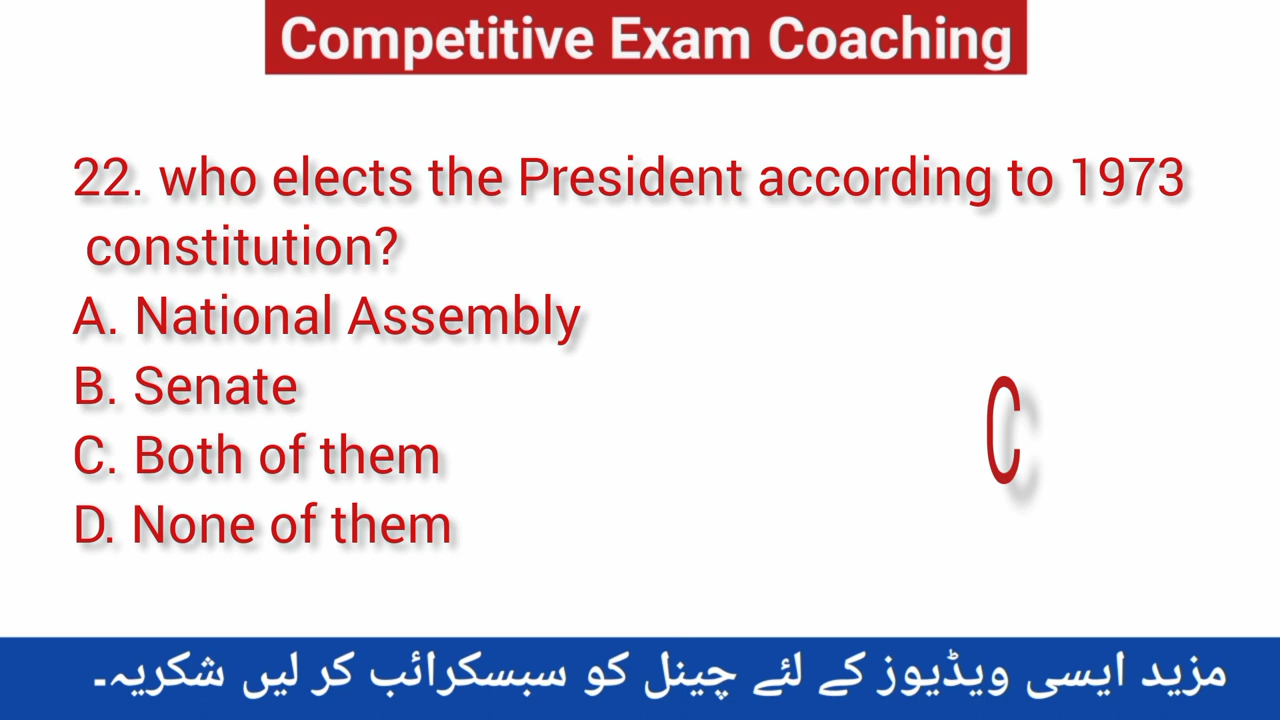 Competitive Exam Coaching
22. who elects the President according to 1973
constitution?
A. National Assembly
B. Senate
C. Both of them
D. None of them
C
مزید ایسی ویڈیوز کے لئے چینل کو سبسکرائب کر لیں شکریہ۔